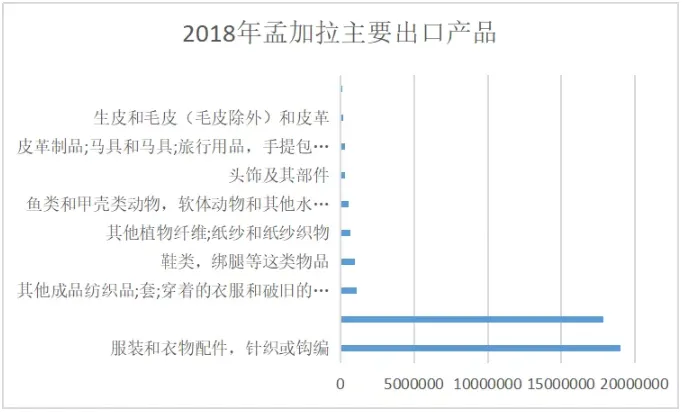 2018年孟加拉主要出口产品
生皮和毛皮（毛皮除外）和皮革
皮革制品;马具和马具;旅行用品，手提包…
头饰及其部件
鱼类和甲壳类动物，软体动物和其他水…
其他植物纤维;纸纱和纸纱织物
鞋类，绑腿等这类物品
其他成品纺织品;套;穿着的衣服和破旧的…
服装和衣物配件，针织或钩编
0 5000000 10000000 15000000 20000000